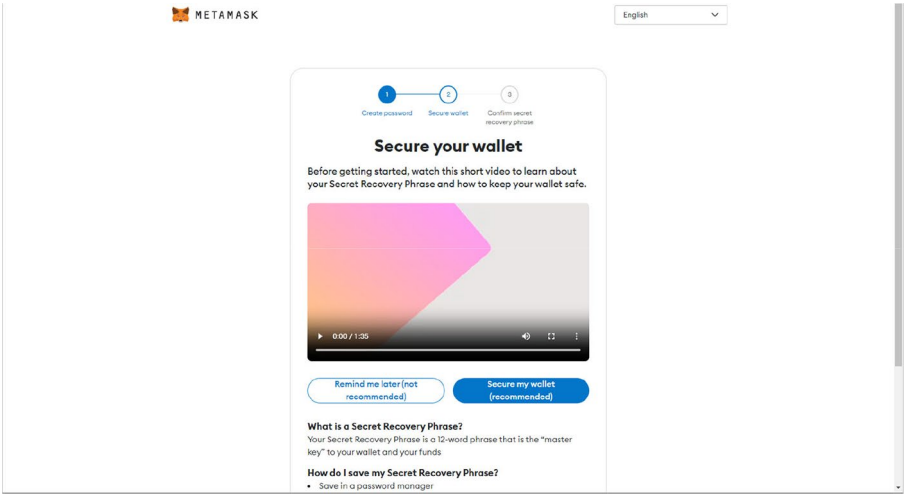 METAMASK
English
1
2
3
Create password
Secure wallet
Confirm secret
recovery phrase
Secure your wallet
Before getting started, watch this short video to learn about
your Secret Recovery Phrase and how to keep your wallet safe.
0:00 / 1:35
Remind me later (not
recommended)
Secure my wallet
(recommended)
What is a Secret Recovery Phrase?
Your Secret Recovery Phrase is a 12-word phrase that is the “master
key” to your wallet and your funds
How do I save my Secret Recovery Phrase?
• Save in a password manager